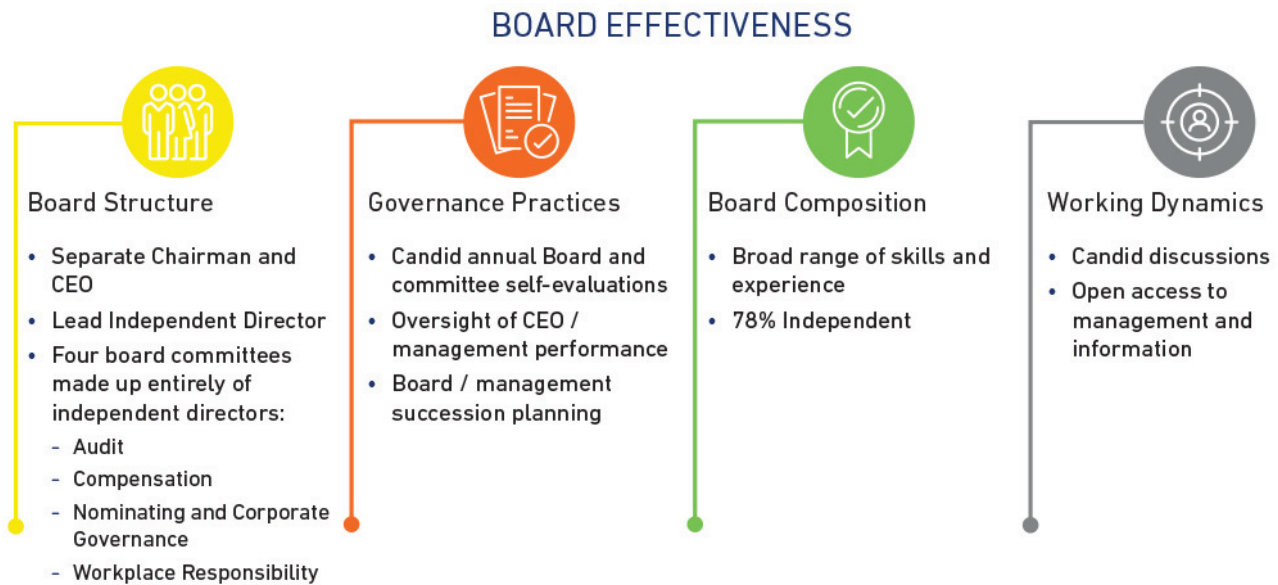 BOARD EFFECTIVENESS
Board Structure
• Separate Chairman and
CEO
• Lead Independent Director
• Four board committees
made up entirely of
independent directors:
- Audit
- Compensation
- Nominating and Corporate
Governance
- Workplace Responsibility
Governance Practices
• Candid annual Board and
committee self-evaluations
• Oversight of CEO /
management performance
• Board / management
succession planning
Board Composition
• Broad range of skills and
experience
• 78% Independent
Working Dynamics
• Candid discussions
• Open access to
management and
information